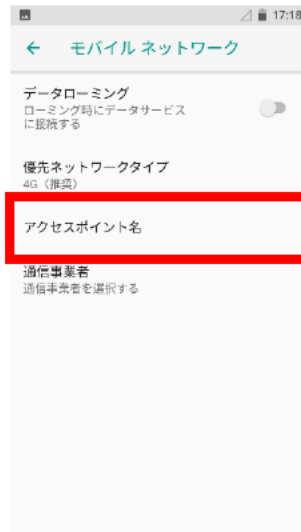 17:18
モバイル ネットワーク
データローミング
ローミング時にデータサービス
に接続する
優先ネットワークタイプ
4G（推奨）
アクセスポイント名
通信事業者
通信事業者を選択する